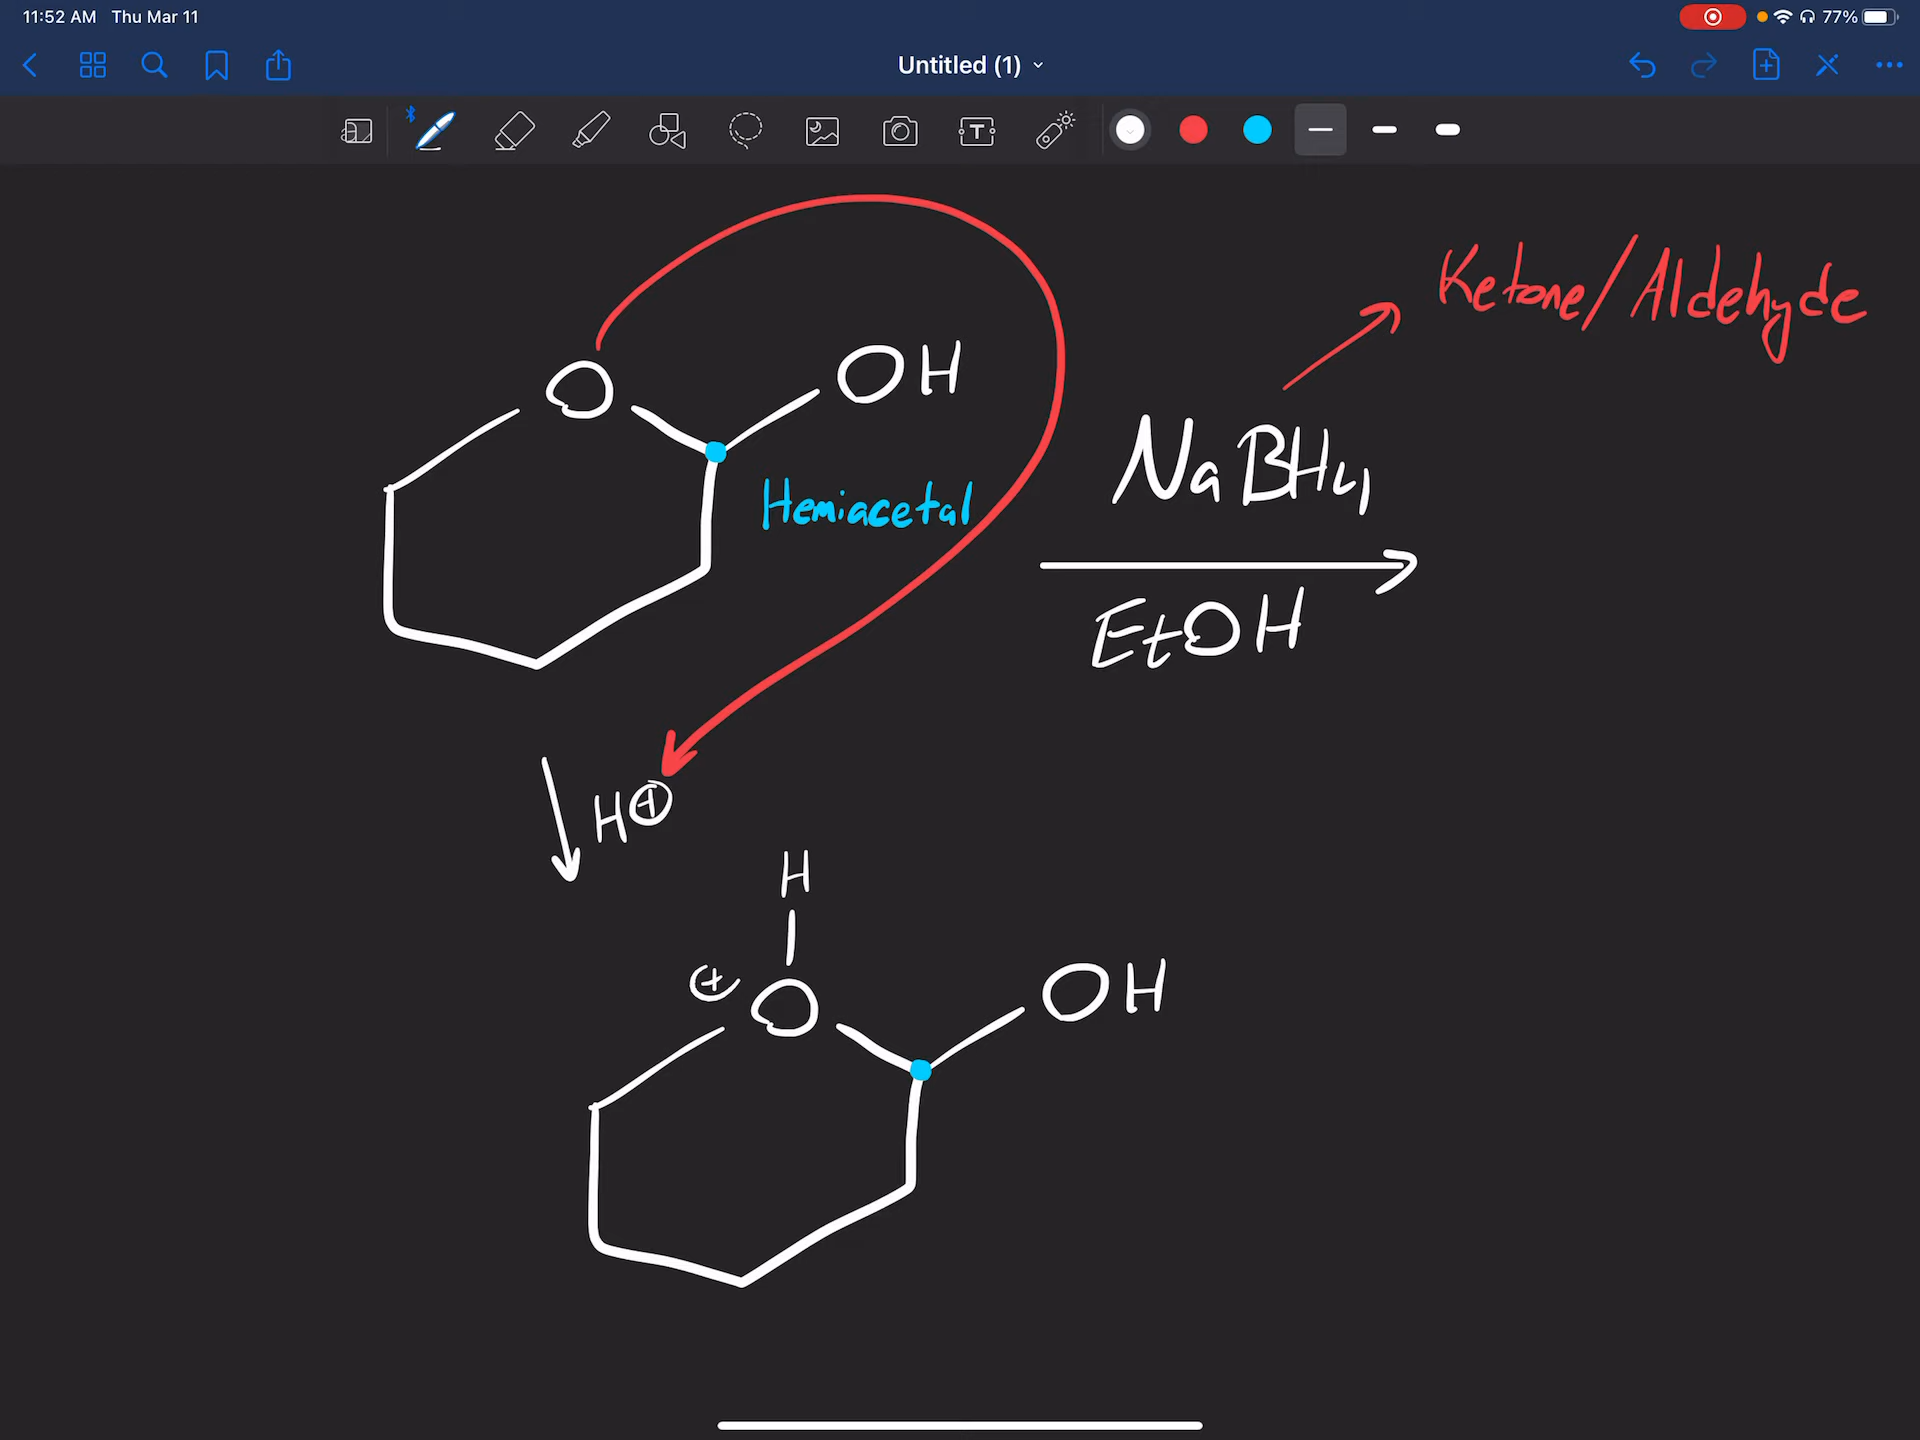 11:52 AM Thu Mar 11
77%
Untitled (1)
T
Ketone/Aldehyde
O
OH
NaBH4
Hemiacetal
EtOH
H⊕
H
⊕
O
OH